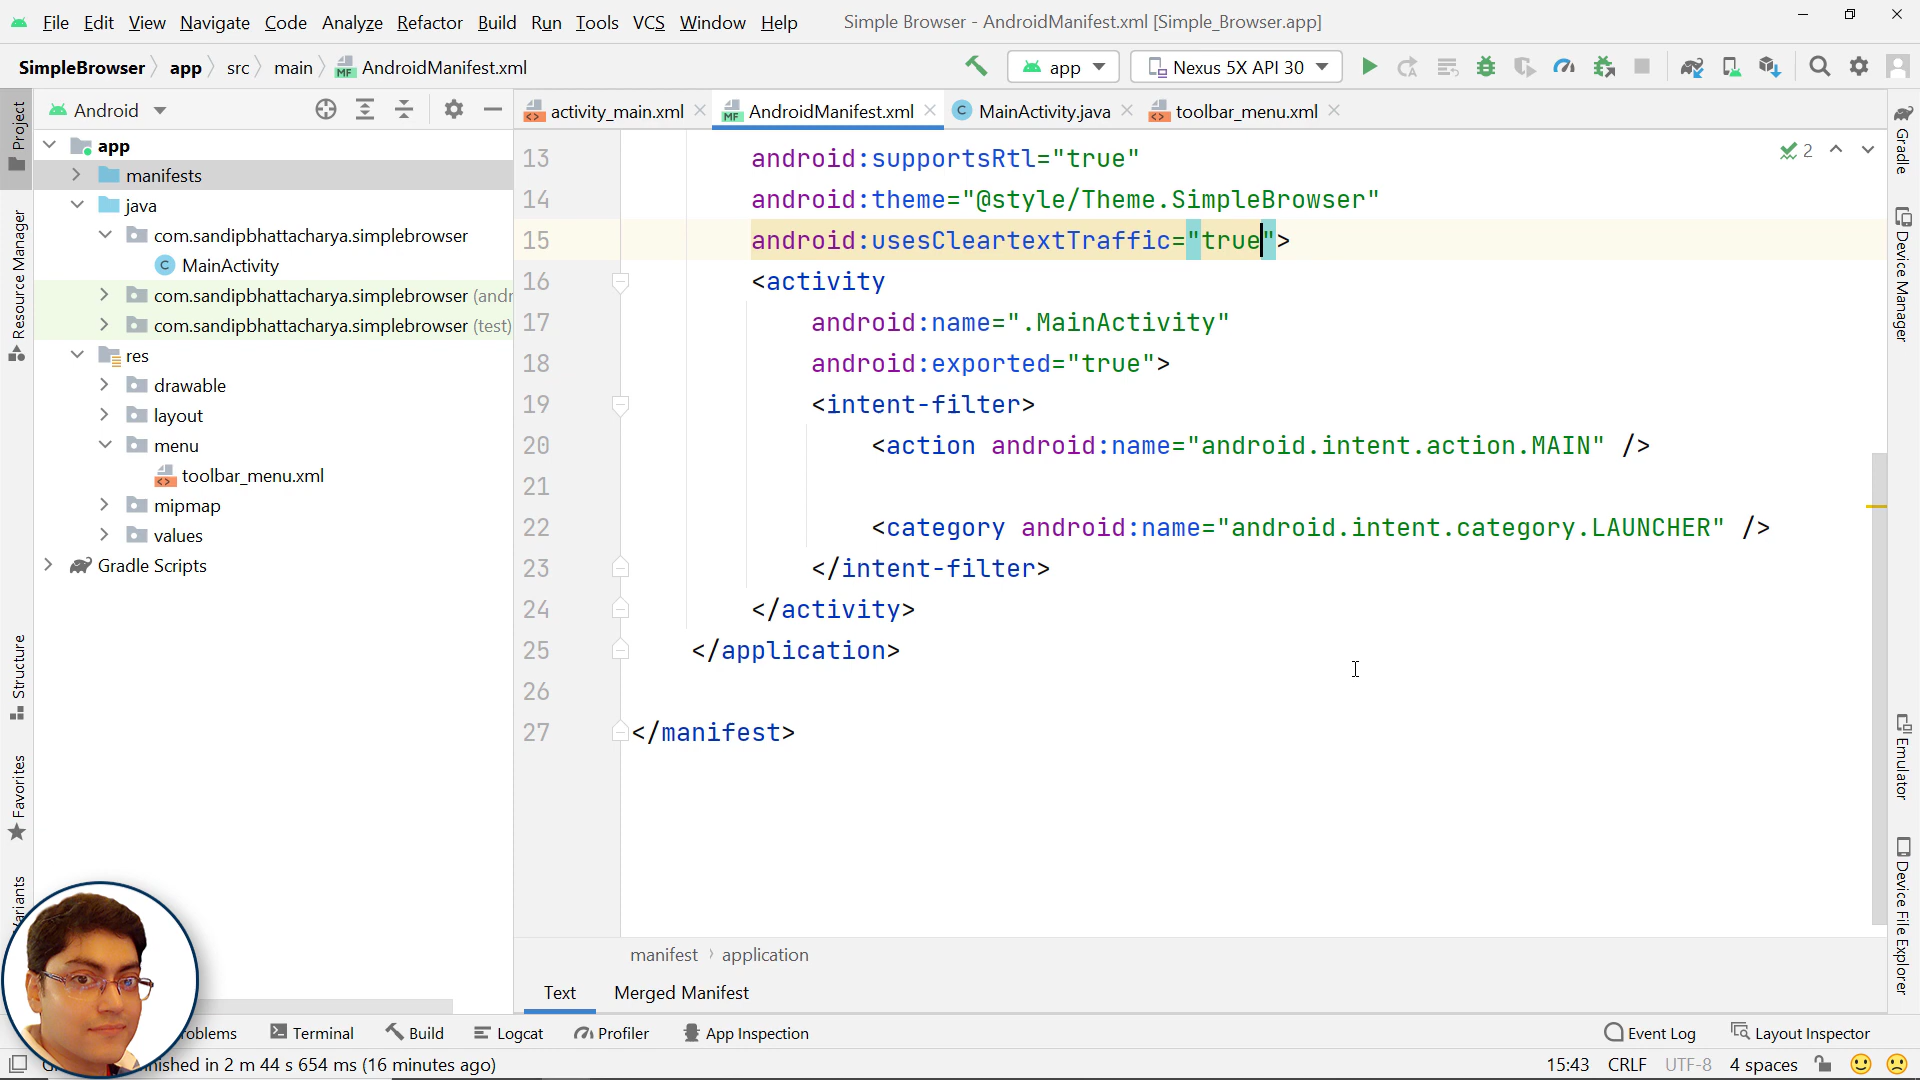 File Edit View Navigate Code Analyze Refactor Build Run Tools VCS Window Help Simple Browser - AndroidManifest.xml [Simple_Browser.app]
SimpleBrowser app src main AndroidManifest.xml app Nexus 5X API 30
Android activity_main.xml AndroidManifest.xml MainActivity.java toolbar_menu.xml
Project
Resource Manager
Structure
Favorites
app
manifests
java
com.sandipbhattacharya.simplebrowser
MainActivity
com.sandipbhattacharya.simplebrowser
com.sandipbhattacharya.simplebrowser (test)
res
drawable
layout
menu
toolbar_menu.xml
mipmap
values
Gradle Scripts
2
13 android:supportsRtl="true"
14 android:theme="@style/Theme.SimpleBrowser"
15 android:usesCleartextTraffic="true">
16 <activity
17 android:name=".MainActivity"
18 android:exported="true">
19 <intent-filter>
20 <action android:name="android.intent.action.MAIN" />
21
22 <category android:name="android.intent.category.LAUNCHER" />
23 </intent-filter>
24 </activity>
25 </application>
26
27 </manifest>
Gradle
Device Manager
Emulator
Device File Explorer
manifest application
Text Merged Manifest
Terminal Build Logcat Profiler App Inspection Event Log Layout Inspector
in 2 m 44 s 654 ms (16 minutes ago) 15:43 CRLF UTF-8 4 spaces